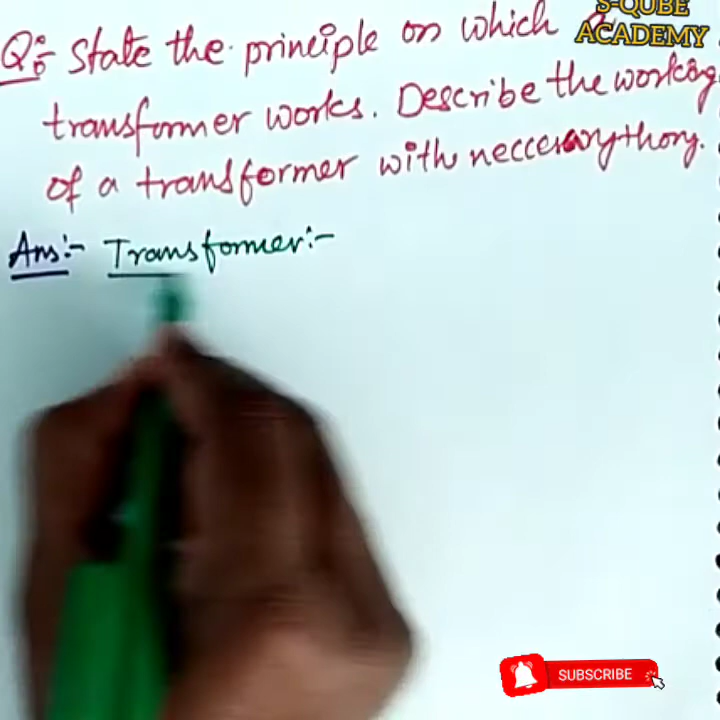 Q:- State the principle on which a
transformer works. Describe the working
of a transformer with neccessary thory.
Ans:- Transformer:-
S-QUBE
ACADEMY
SUBSCRIBE